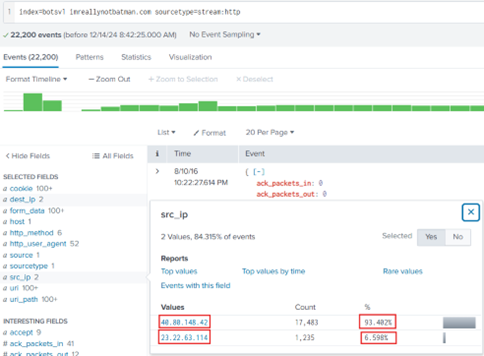 1 index=botsv1 imreallynotbatman.com sourcetype=stream:http
22,200 events (before 12/14/24 8:42:25.000 AM) No Event Sampling
Events (22,200) Patterns Statistics Visualization
Format Timeline — Zoom Out + Zoom to Selection × Deselect
List Format 20 Per Page
< Hide Fields All Fields i Time Event
SELECTED FIELDS
a cookie 100+
a dest_ip 2
a form_data 100+
a host 1
a http_method 6
a http_user_agent 52
a source 1
a sourcetype 1
a src_ip 2
a uri 100+
a uri_path 100+
INTERESTING FIELDS
a accept 9
# ack_packets_in 41
# ack_packets_out 12
> 8/10/16
10:22:27.614 PM
{ [-]
ack_packets_in: 0
ack_packets_out: 0
src_ip
2 Values, 84.315% of events Selected Yes No
Reports
Top values Top values by time Rare values
Events with this field
Values Count %
40.80.148.42 17,483 93.402%
23.22.63.114 1,235 6.598%